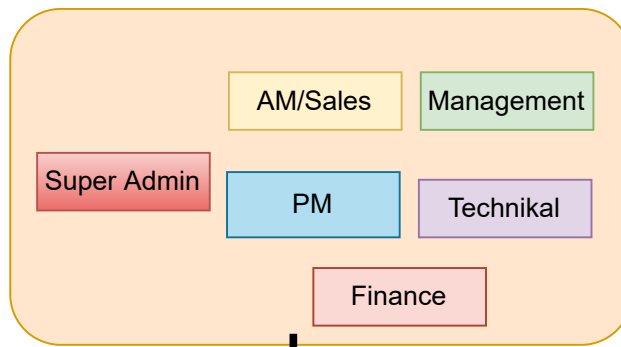 AM/Sales
Management
Super Admin
PM
Technikal
Finance